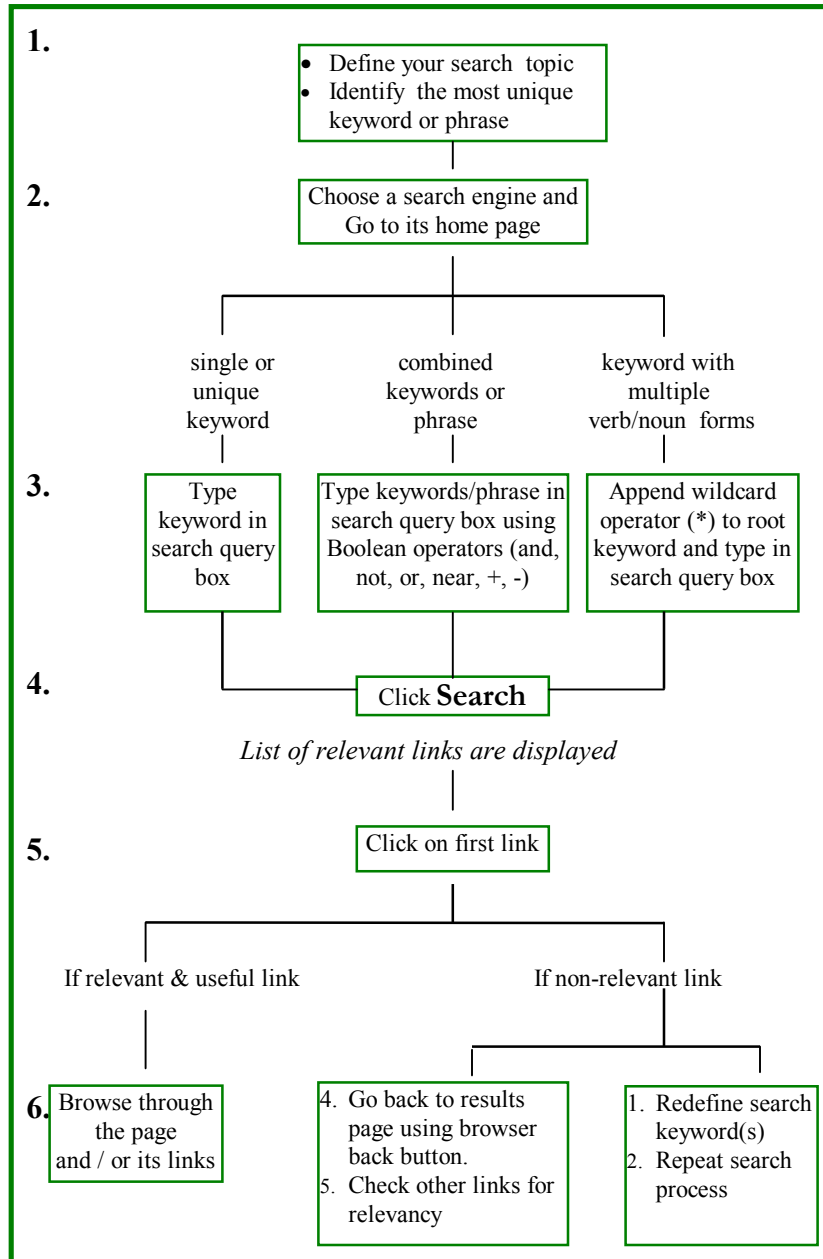 1.
• Define your search topic
• Identify the most unique
keyword or phrase
2.
Choose a search engine and
Go to its home page
single or
unique
keyword
combined
keywords or
phrase
keyword with
multiple
verb/noun forms
3.
Type
keyword in
search query
box
Type keywords/phrase in
search query box using
Boolean operators (and,
not, or, near, +, -)
Append wildcard
operator (*) to root
keyword and type in
search query box
4.
Click Search
List of relevant links are displayed
5.
Click on first link
If relevant & useful link
If non-relevant link
6.
Browse through
the page
and / or its links
4. Go back to results
page using browser
back button.
5. Check other links for
relevancy
1. Redefine search
keyword(s)
2. Repeat search
process